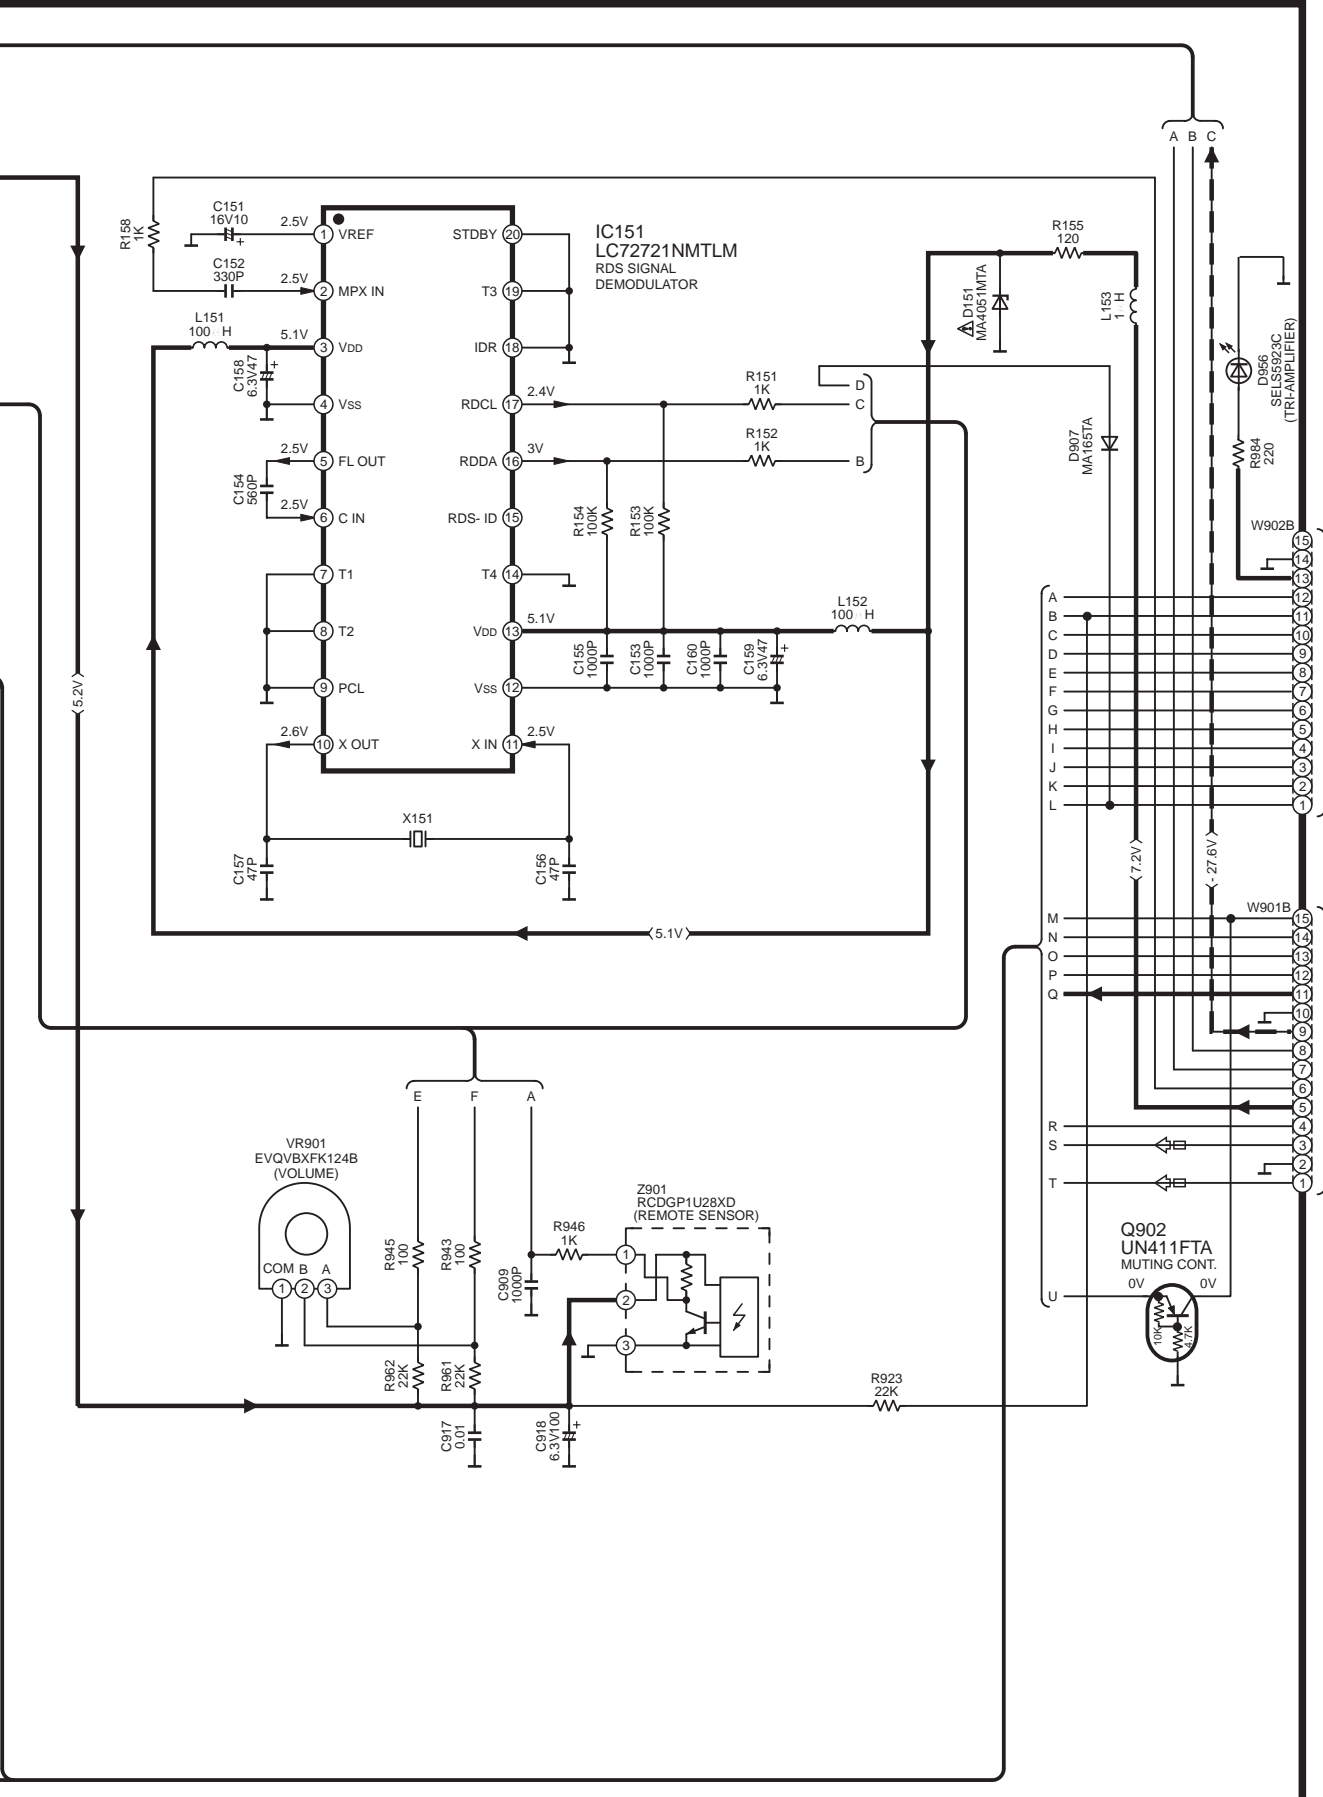 A B C
R158
1K
C151
16V10
+
2.5V
C152
330P
2.5V
L151
100 H
5.1V
C158
6.3V47
+
2.5V
C154
560P
2.5V
2.6V
1 VREF
2 MPX IN
3 VDD
4 VSS
5 FL OUT
6 C IN
7 T1
8 T2
9 PCL
10 X OUT
STDBY 20
T3 19
IDR 18
RDCL 17
RDDA 16
RDS- ID 15
T4 14
VDD 13
VSS 12
X IN 11
IC151
LC72721NMTLM
RDS SIGNAL
DEMODULATOR
2.4V
3V
5.1V
2.5V
R151
1K
R152
1K
D
C
B
R154
100K
R153
100K
C155
1000P
C153
1000P
C160
1000P
C159
6.3V47
+
L152
100 H
D151
MA4051MTA
R155
120
L153
1 H
D907
MA165TA
D956
SELS5923C
(TRI-AMPLIFIER)
R984
220
W902B
15
14
13
A 12
B 11
C 10
D 9
E 8
F 7
G 6
H 5
I 4
J 3
K 2
L 1
5.2V
X151
C157
47P
C156
47P
5.1V
7.2V
- 27.6V
W901B
M 15
N 14
O 13
P 12
Q 11
10
9
8
7
6
5
R 4
S 3
2
T 1
E F A
VR901
EVQVBXFK124B
(VOLUME)
COM B A
1 2 3
R945
100
R943
100
C909
1000P
R946
1K
Z901
RCDGP1U28XD
(REMOTE SENSOR)
1
2
3
R962
22K
R961
22K
C917
0.01
C918
6.3V100
+
R923
22K
Q902
UN411FTA
MUTING CONT.
0V 0V
U
10K
4.7K